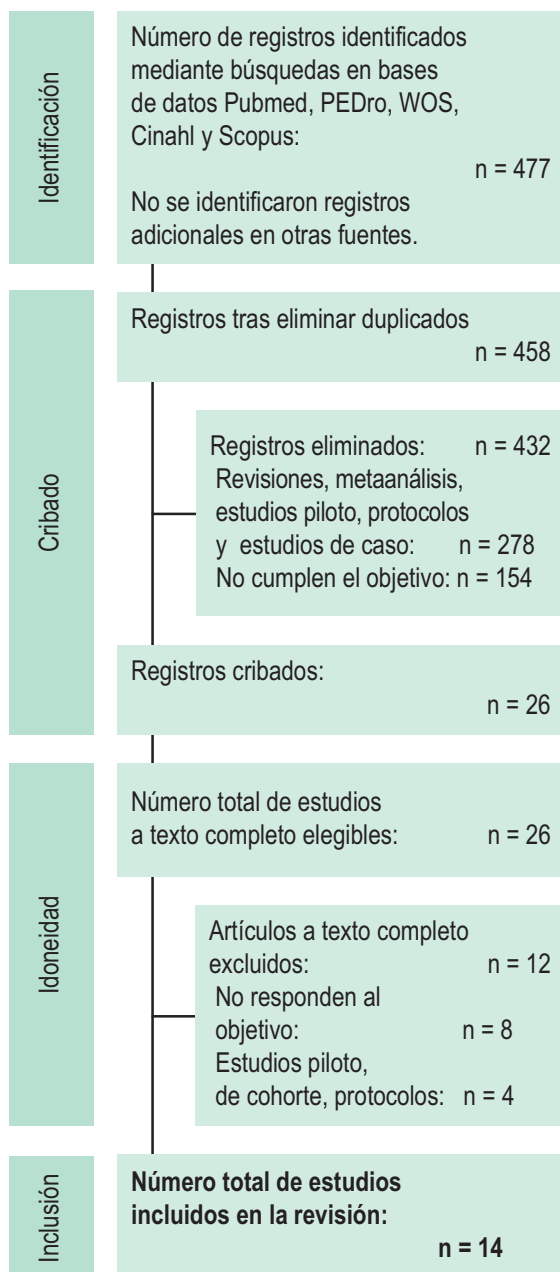 Identificación
Número de registros identificados
mediante búsquedas en bases
de datos Pubmed, PEDro, WOS,
Cinahl y Scopus:
n = 477
No se identificaron registros
adicionales en otras fuentes.
Cribado
Registros tras eliminar duplicados
n = 458
Registros eliminados: n = 432
Revisiones, metaanálisis,
estudios piloto, protocolos
y estudios de caso: n = 278
No cumplen el objetivo: n = 154
Registros cribados:
n = 26
Idoneidad
Número total de estudios
a texto completo elegibles: n = 26
Artículos a texto completo
excluidos: n = 12
No responden al
objetivo: n = 8
Estudios piloto,
de cohorte, protocolos: n = 4
Inclusión
Número total de estudios
incluidos en la revisión:
n = 14